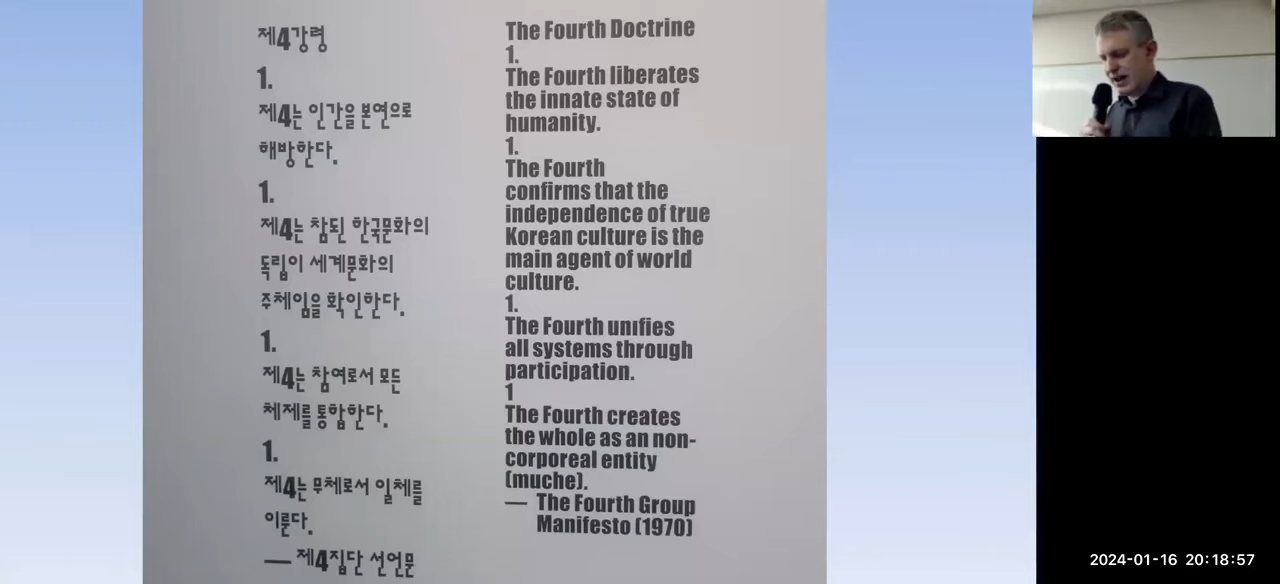 제4강령
1.
제4는 인간을 본연으로
해방한다.
1.
제4는 참된 한국문화의
독립이 세계문화의
주체임을 확인한다.
1.
제4는 참여로서 모든
체제를 통합한다.
1.
제4는 무체로서 일체를
이룬다.
— 제4집단 선언문
The Fourth Doctrine
1.
The Fourth liberates
the innate state of
humanity.
1.
The Fourth
confirms that the
independence of true
Korean culture is the
main agent of world
culture.
1.
The Fourth unifies
all systems through
participation.
1
The Fourth creates
the whole as an non-
corporeal entity
(muche).
— The Fourth Group
Manifesto (1970)
2024-01-16 20:18:57